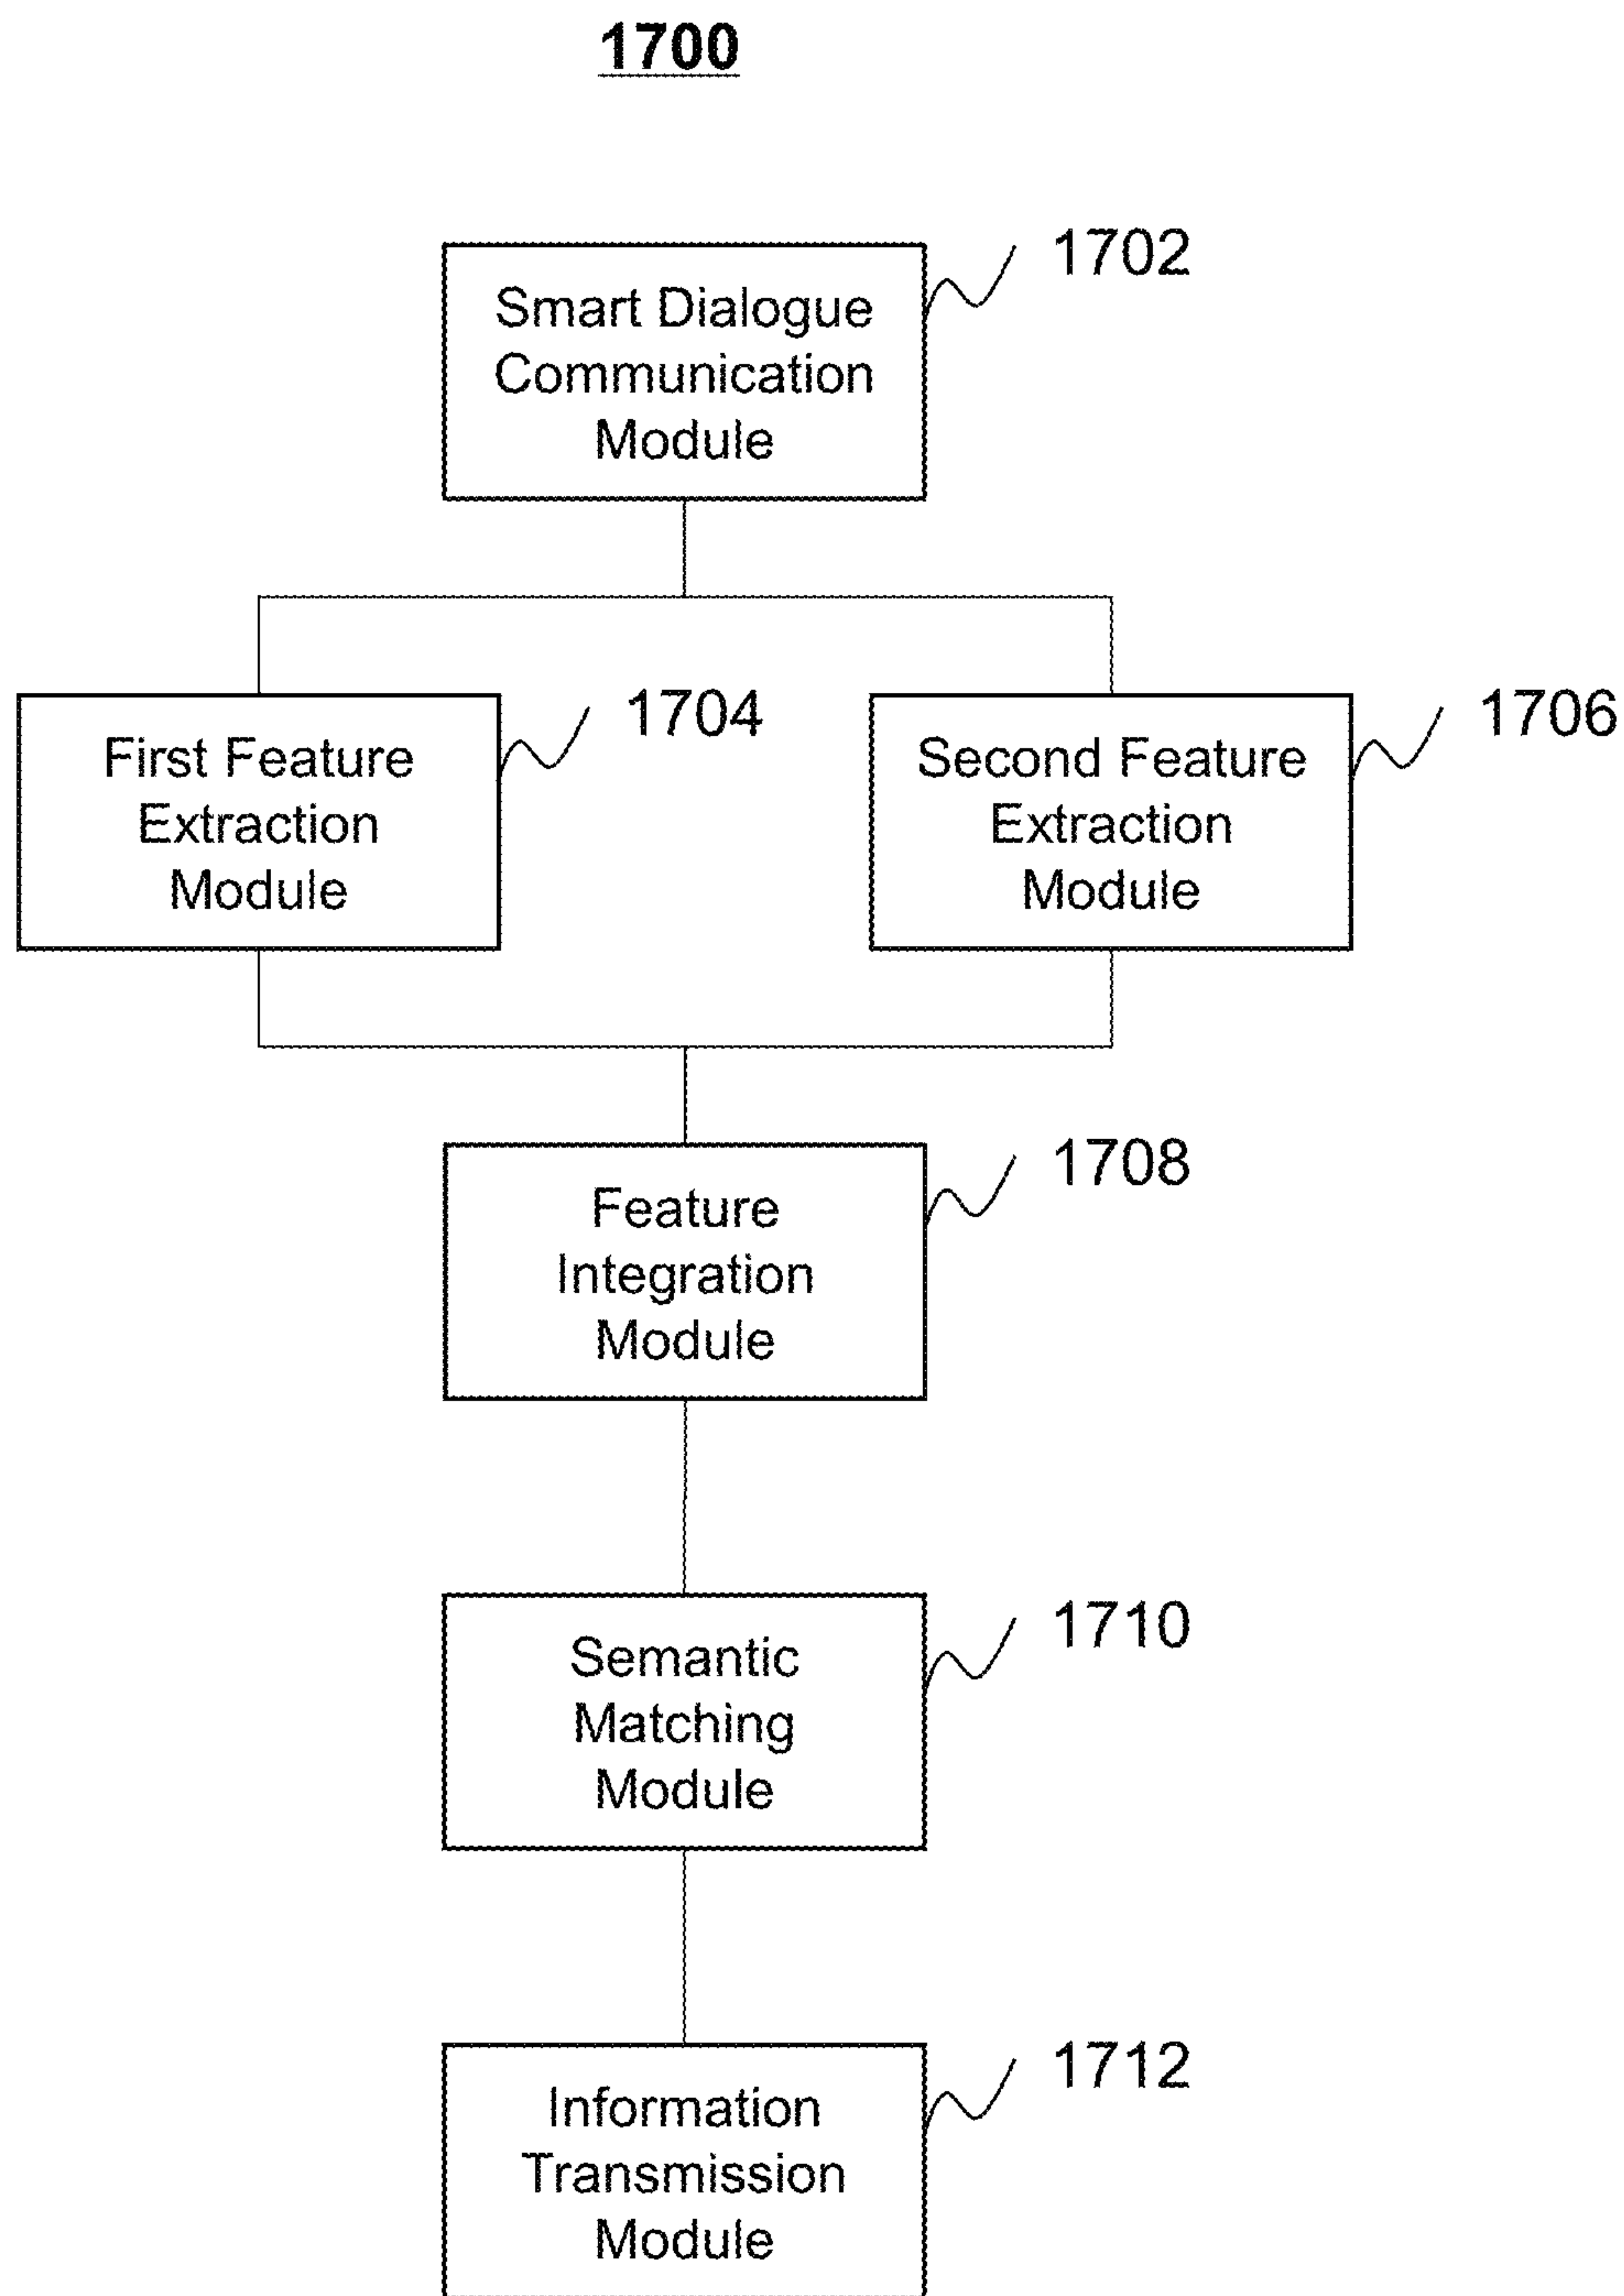 1700
1702
Smart Dialogue
Communication
Module
1704
First Feature
Extraction
Module
1706
Second Feature
Extraction
Module
1708
Feature
Integration
Module
1710
Semantic
Matching
Module
1712
Information
Transmission
Module